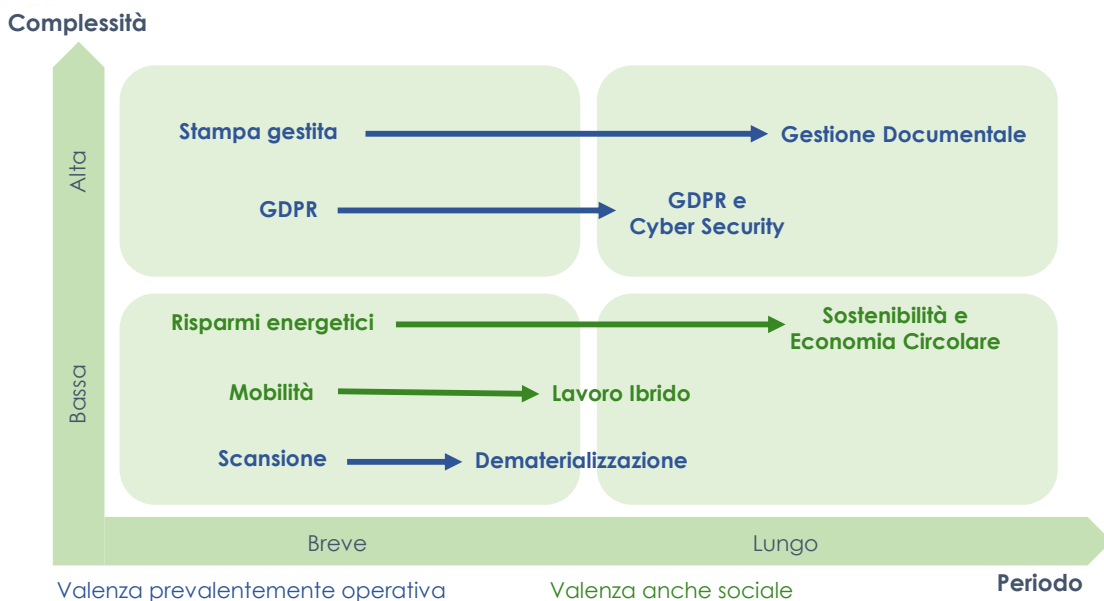 Complessità
Alta
Stampa gestita
Gestione Documentale
GDPR
GDPR e
Cyber Security
Bassa
Risparmi energetici
Sostenibilità e
Economia Circolare
Mobilità
Lavoro Ibrido
Scansione
Dematerializzazione
Breve
Lungo
Periodo
Valenza prevalentemente operativa
Valenza anche sociale